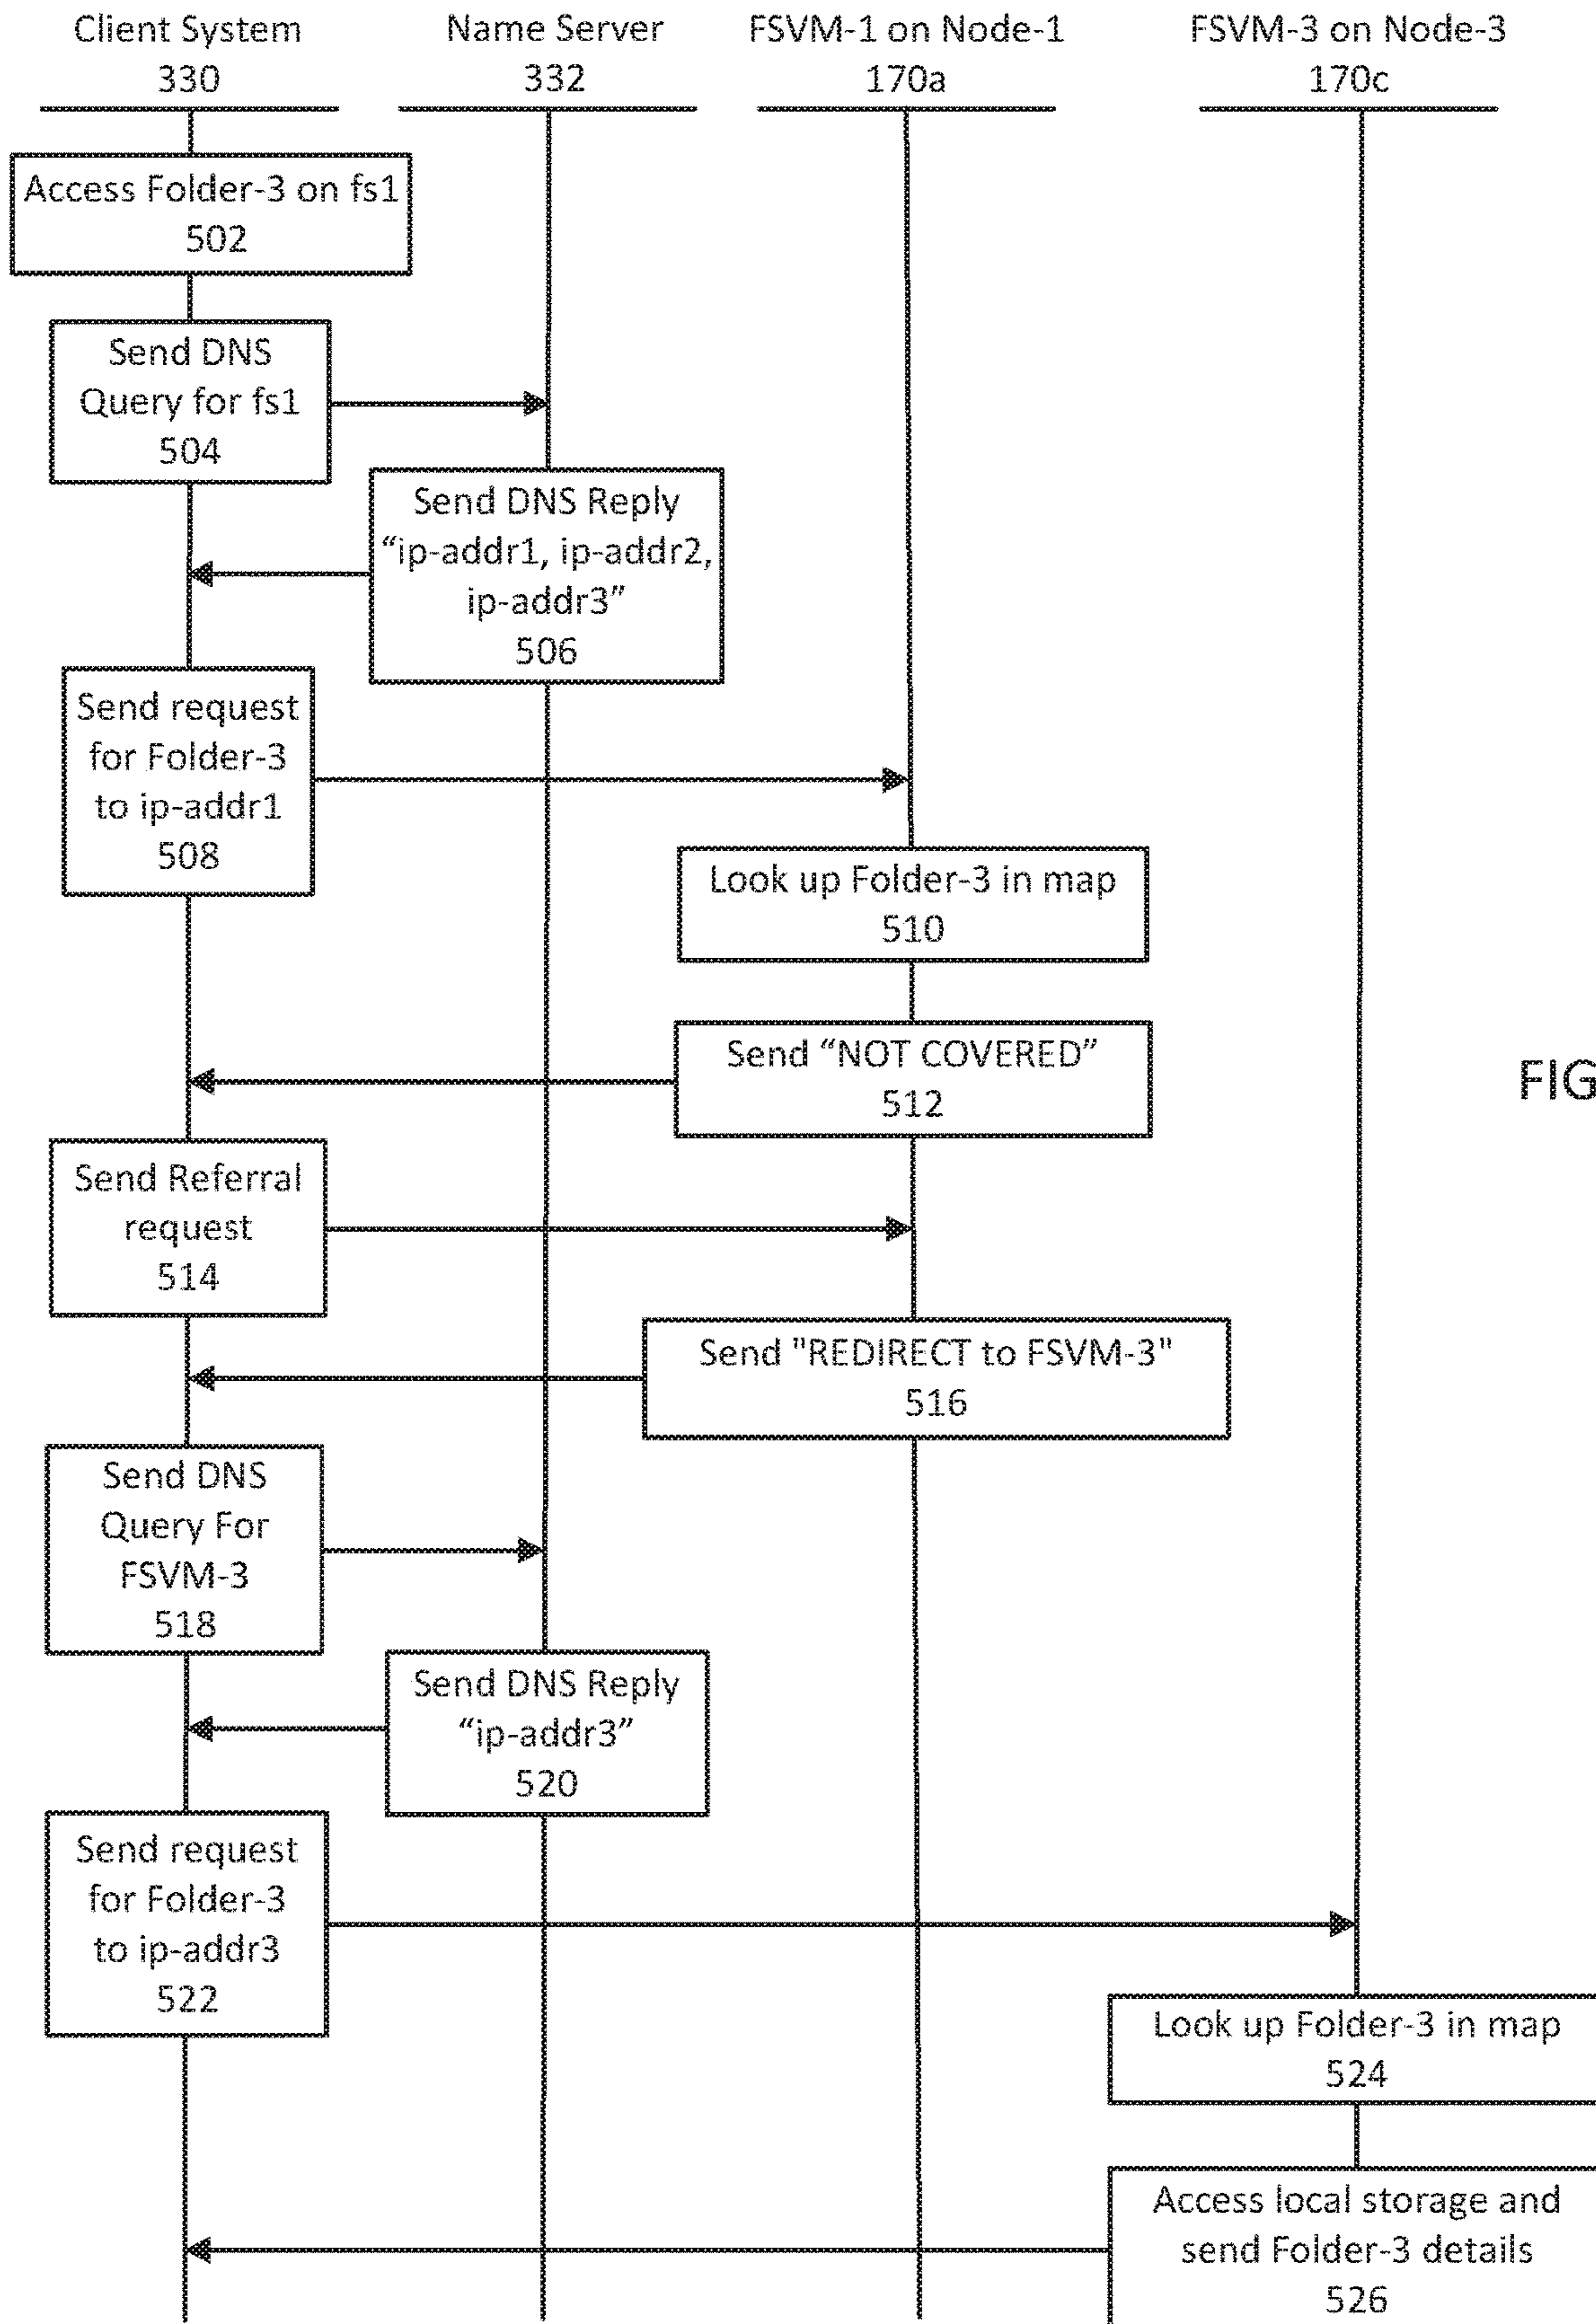 Client System
330
Name Server
332
FSVM-1 on Node-1
170a
FSVM-3 on Node-3
170c
Access Folder-3 on fs1
502
Send DNS
Query for fs1
504
Send DNS Reply
“ip-addr1, ip-addr2,
ip-addr3”
506
Send request
for Folder-3
to ip-addr1
508
Look up Folder-3 in map
510
Send “NOT COVERED”
512
FIG
Send Referral
request
514
Send "REDIRECT to FSVM-3"
516
Send DNS
Query For
FSVM-3
518
Send DNS Reply
“ip-addr3”
520
Send request
for Folder-3
to ip-addr3
522
Look up Folder-3 in map
524
Access local storage and
send Folder-3 details
526